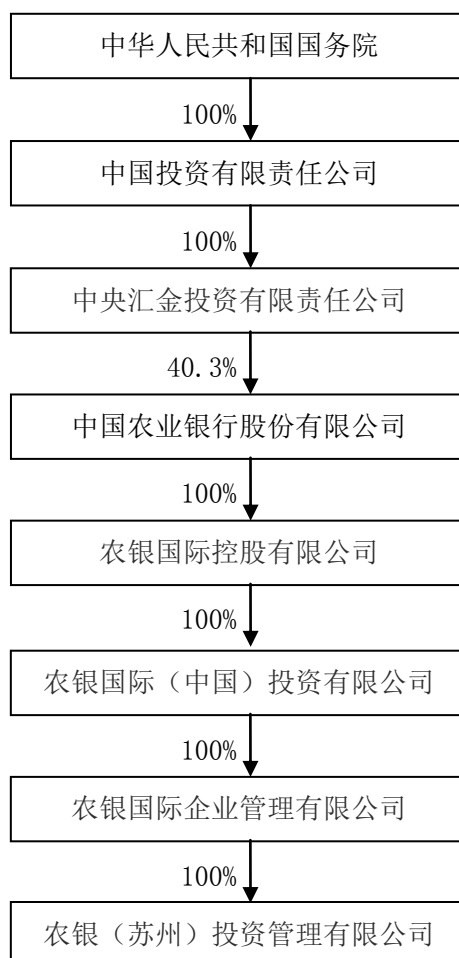 中华人民共和国国务院
100%
中国投资有限责任公司
100%
中央汇金投资有限责任公司
40.3%
中国农业银行股份有限公司
100%
农银国际控股有限公司
100%
农银国际（中国）投资有限公司
100%
农银国际企业管理有限公司
100%
农银（苏州）投资管理有限公司